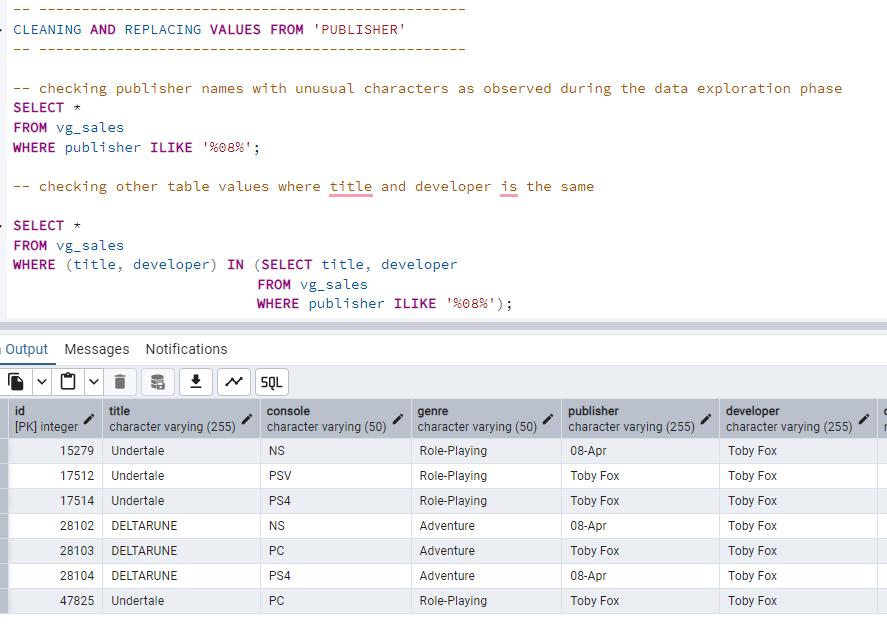 -- --------------------------------------------------
CLEANING AND REPLACING VALUES FROM 'PUBLISHER'
-- --------------------------------------------------
-- checking publisher names with unusual characters as observed during the data exploration phase
SELECT *
FROM vg_sales
WHERE publisher ILIKE '%08%';
-- checking other table values where title and developer is the same
SELECT *
FROM vg_sales
WHERE (title, developer) IN (SELECT title, developer
FROM vg_sales
WHERE publisher ILIKE '%08%');
Output Messages Notifications
SQL
id title console genre publisher developer
[PK] integer character varying (255) character varying (50) character varying (50) character varying (255) character varying (255)
15279 Undertale NS Role-Playing 08-Apr Toby Fox
17512 Undertale PSV Role-Playing Toby Fox Toby Fox
17514 Undertale PS4 Role-Playing Toby Fox Toby Fox
28102 DELTARUNE NS Adventure 08-Apr Toby Fox
28103 DELTARUNE PC Adventure Toby Fox Toby Fox
28104 DELTARUNE PS4 Adventure 08-Apr Toby Fox
47825 Undertale PC Role-Playing Toby Fox Toby Fox